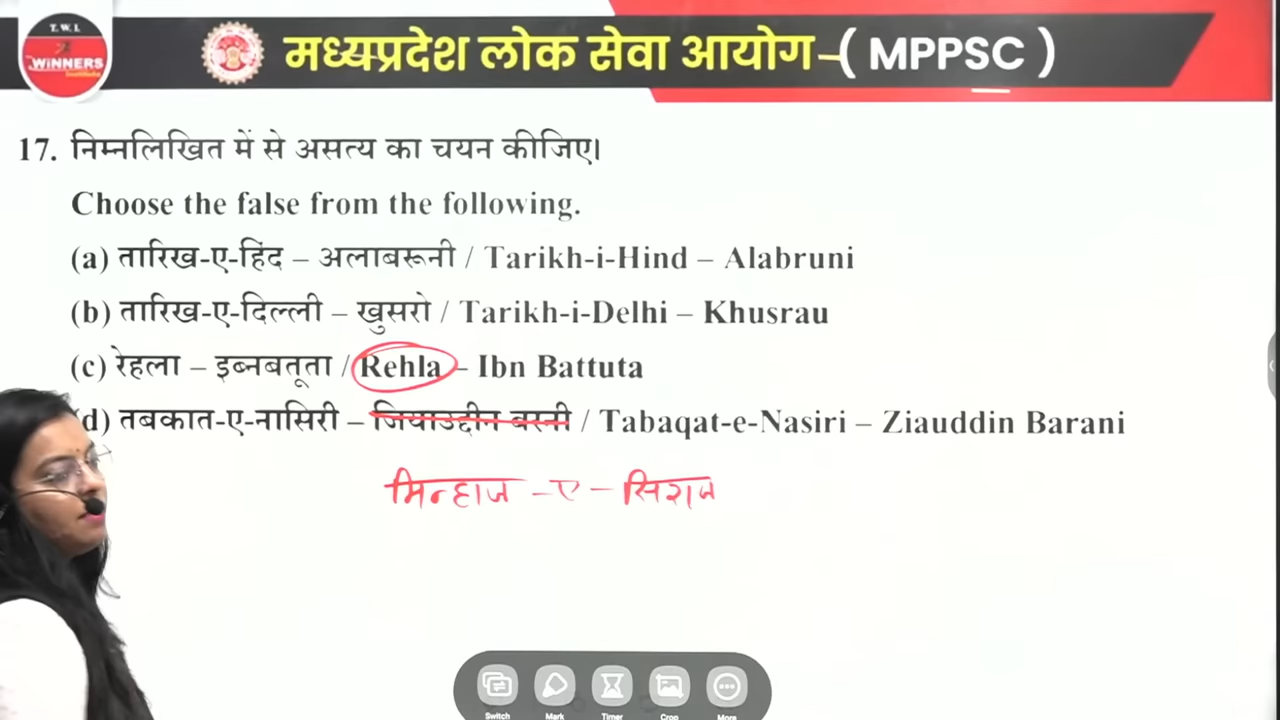 T.W.I.
WiNNERS
institute
मध्यप्रदेश लोक सेवा आयोग–( MPPSC )
17. निम्नलिखित में से असत्य का चयन कीजिए।
Choose the false from the following.
(a) तारिख-ए-हिंद – अलाबरूनी / Tarikh-i-Hind – Alabruni
(b) तारिख-ए-दिल्ली – खुसरो / Tarikh-i-Delhi – Khusrau
(c) रेहला – इब्नबतूता / Rehla – Ibn Battuta
d) तबकात-ए-नासिरी – जियाउद्दीन बरनी / Tabaqat-e-Nasiri – Ziauddin Barani
मिन्हाज -ए- सिराज
Switch Mark Timer Crop More